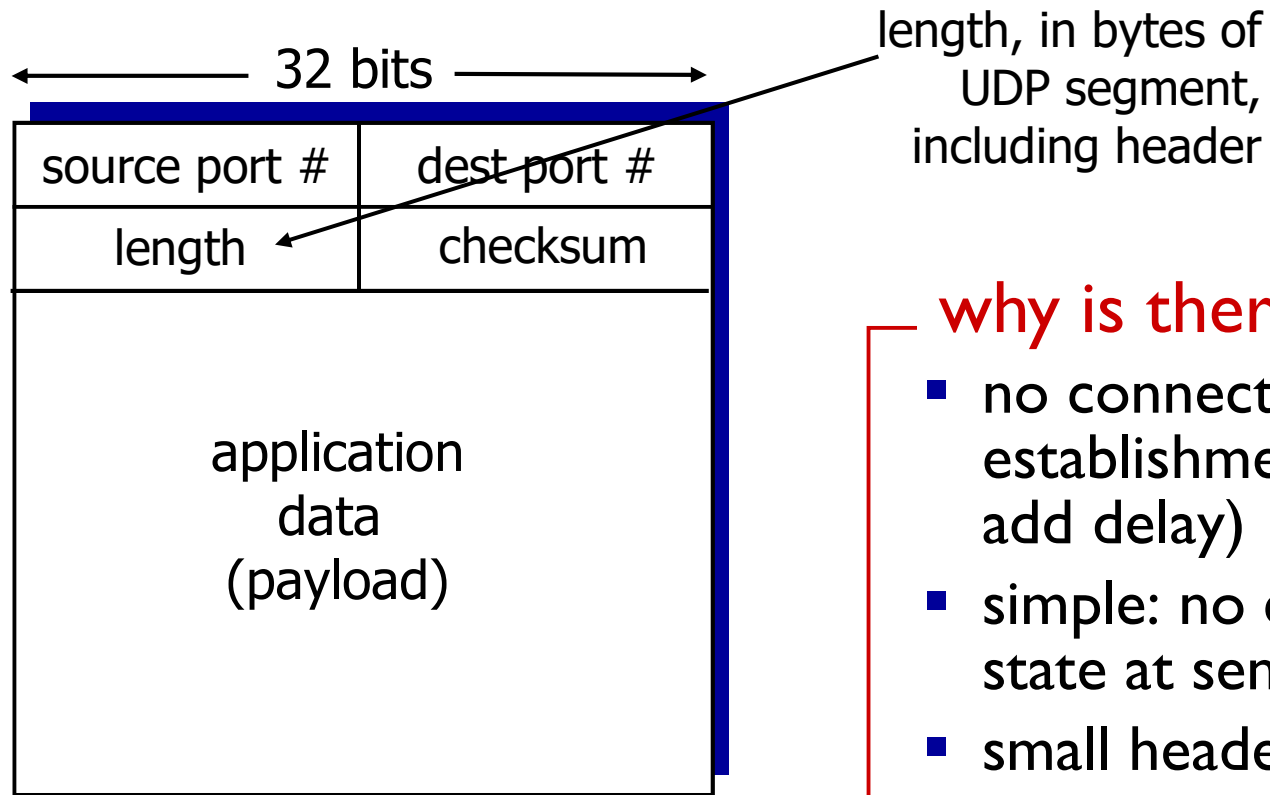 32 bits
source port #
dest port #
length
checksum
application
data
(payload)
length, in bytes of
UDP segment,
including header
why is ther
no connect
establishme
add delay)
simple: no
state at sen
small heade